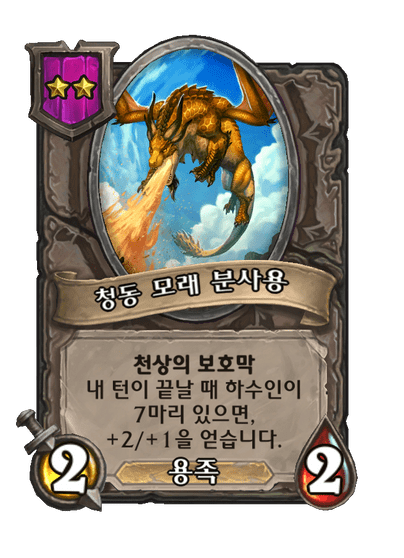 청동 모래 분사용
천상의 보호막
내 턴이 끝날 때 하수인이
7마리 있으면,
+2/+1을 얻습니다.
2
용족
2